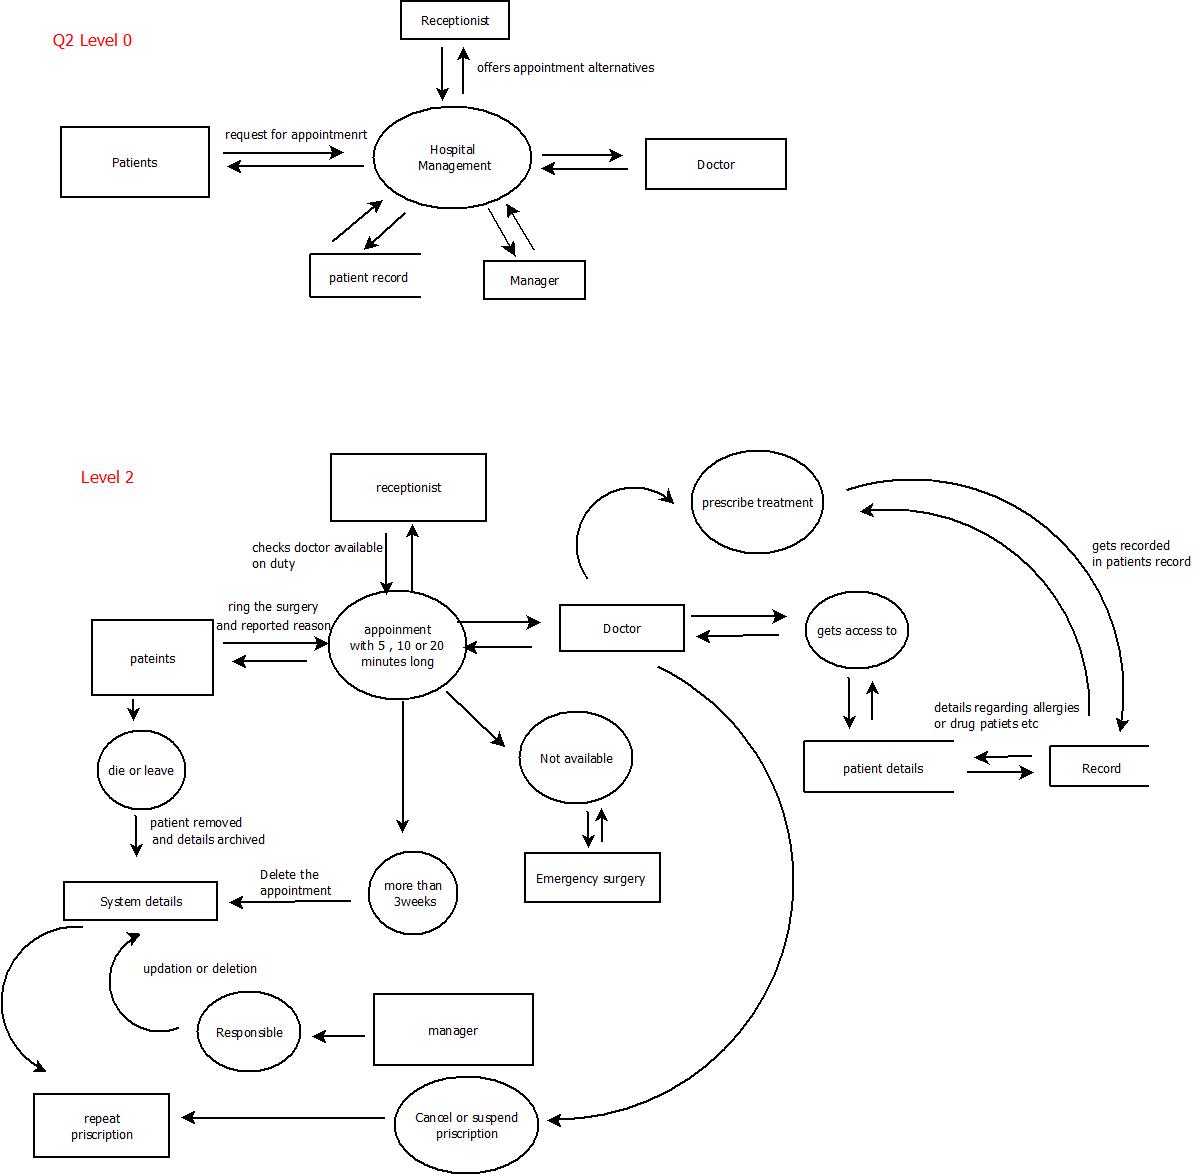 Receptionist
Q2 Level 0
offers appointment alternatives
request for appointmenrt
Patients
Hospital
Management
Doctor
patient record
Manager
Level 2
receptionist
prescribe treatment
checks doctor available
on duty
gets recorded
in patients record
ring the surgery
and reported reason
appoinment
with 5 , 10 or 20
minutes long
Doctor
gets access to
pateints
details regarding allergies
or drug patiets etc
die or leave
Not available
patient details
Record
patient removed
and details archived
Delete the
appointment
more than
3weeks
Emergency surgery
System details
updation or deletion
Responsible
manager
repeat
priscription
Cancel or suspend
priscription